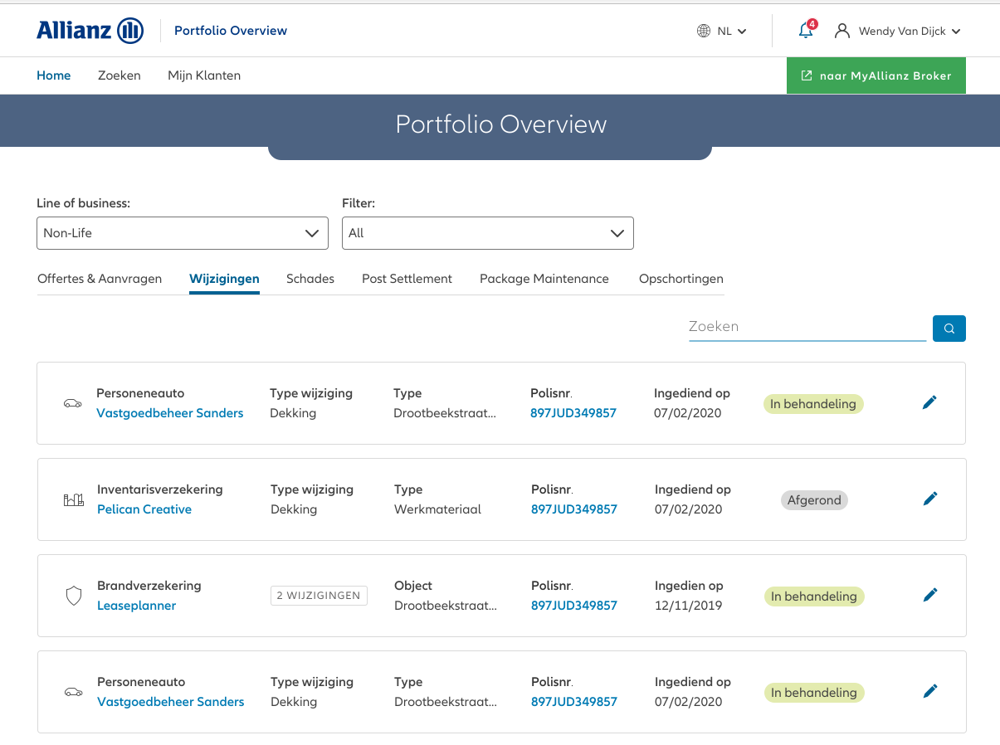 Allianz Portfolio Overview NL 4 Wendy Van Dijck
Home Zoeken Mijn Klanten naar MyAllianz Broker
Portfolio Overview
Line of business: Filter:
Non-Life All
Offertes & Aanvragen Wijzigingen Schades Post Settlement Package Maintenance Opschortingen
Zoeken
Personeneauto Type wijziging Type Polisnr. Ingediend op
Vastgoedbeheer Sanders Dekking Drootbeekstraat... 897JUD349857 07/02/2020 In behandeling
Inventarisverzekering Type wijziging Type Polisnr. Ingediend op
Pelican Creative Dekking Werkmateriaal 897JUD349857 07/02/2020 Afgerond
Brandverzekering 2 WIJZIGINGEN Object Polisnr. Ingedien op
Leaseplanner Drootbeekstraat... 897JUD349857 12/11/2019 In behandeling
Personeneauto Type wijziging Type Polisnr. Ingediend op
Vastgoedbeheer Sanders Dekking Drootbeekstraat... 897JUD349857 07/02/2020 In behandeling